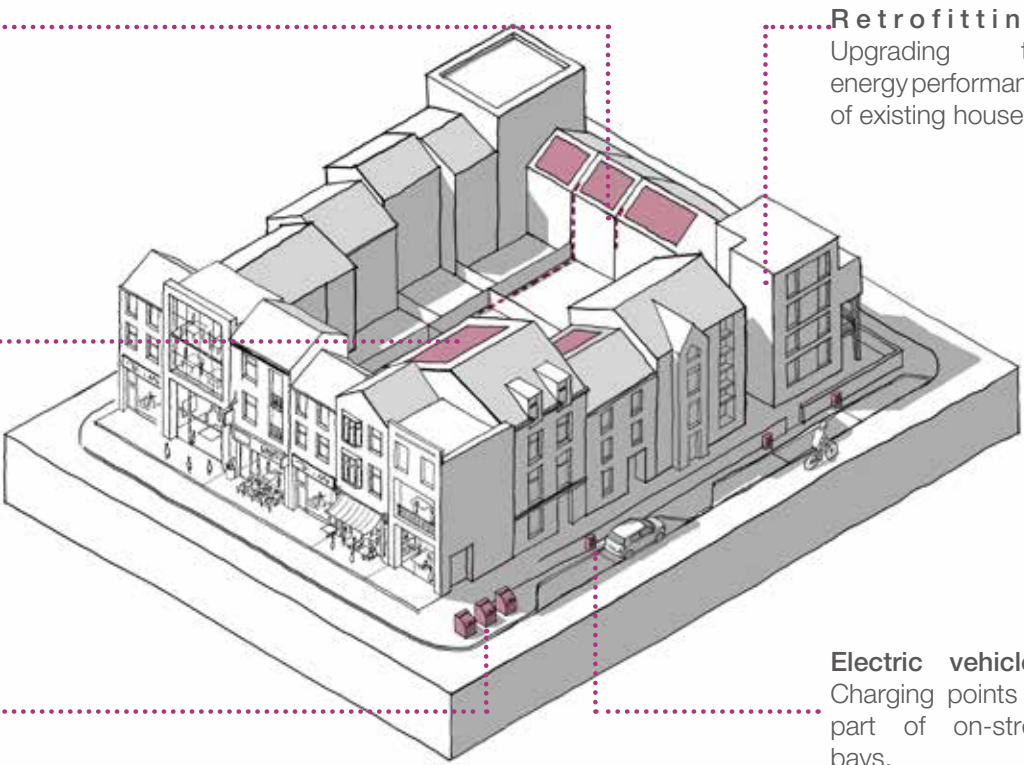 Retrofittin
Upgrading t
energy performan
of existing house
Electric vehicle
Charging points
part of on-stre
bays.